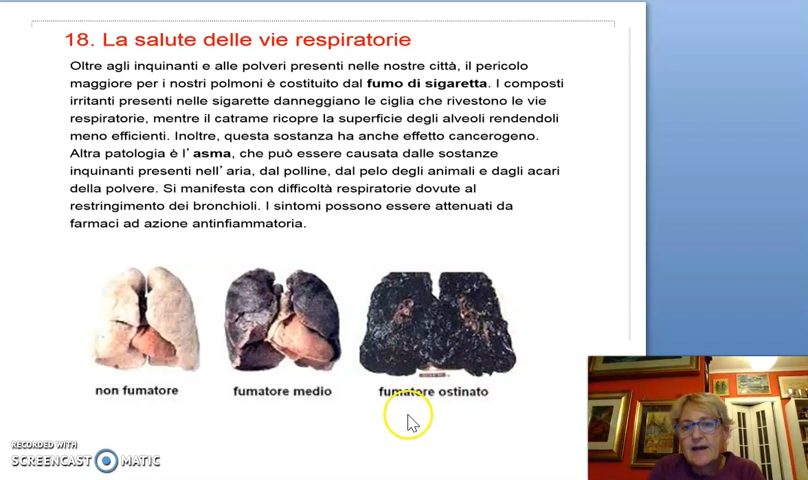 18. La salute delle vie respiratorie
Oltre agli inquinanti e alle polveri presenti nelle nostre città, il pericolo
maggiore per i nostri polmoni è costituito dal fumo di sigaretta. I composti
irritanti presenti nelle sigarette danneggiano le ciglia che rivestono le vie
respiratorie, mentre il catrame ricopre la superficie degli alveoli rendendoli
meno efficienti. Inoltre, questa sostanza ha anche effetto cancerogeno.
Altra patologia è l'asma, che può essere causata dalle sostanze
inquinanti presenti nell'aria, dal polline, dal pelo degli animali e dagli acari
della polvere. Si manifesta con difficoltà respiratorie dovute al
restringimento dei bronchioli. I sintomi possono essere attenuati da
farmaci ad azione antinfiammatoria.
non fumatore
fumatore medio
fumatore ostinato
RECORDED WITH
SCREENCAST MATIC